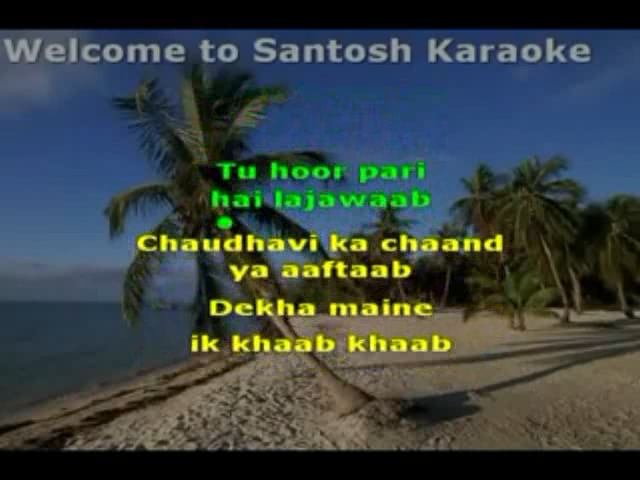 Welcome to Santosh Karaoke
Tu hoor pari
hai lajawaab
Chaudhavi ka chaand
ya aaftaab
Dekha maine
ik khaab khaab